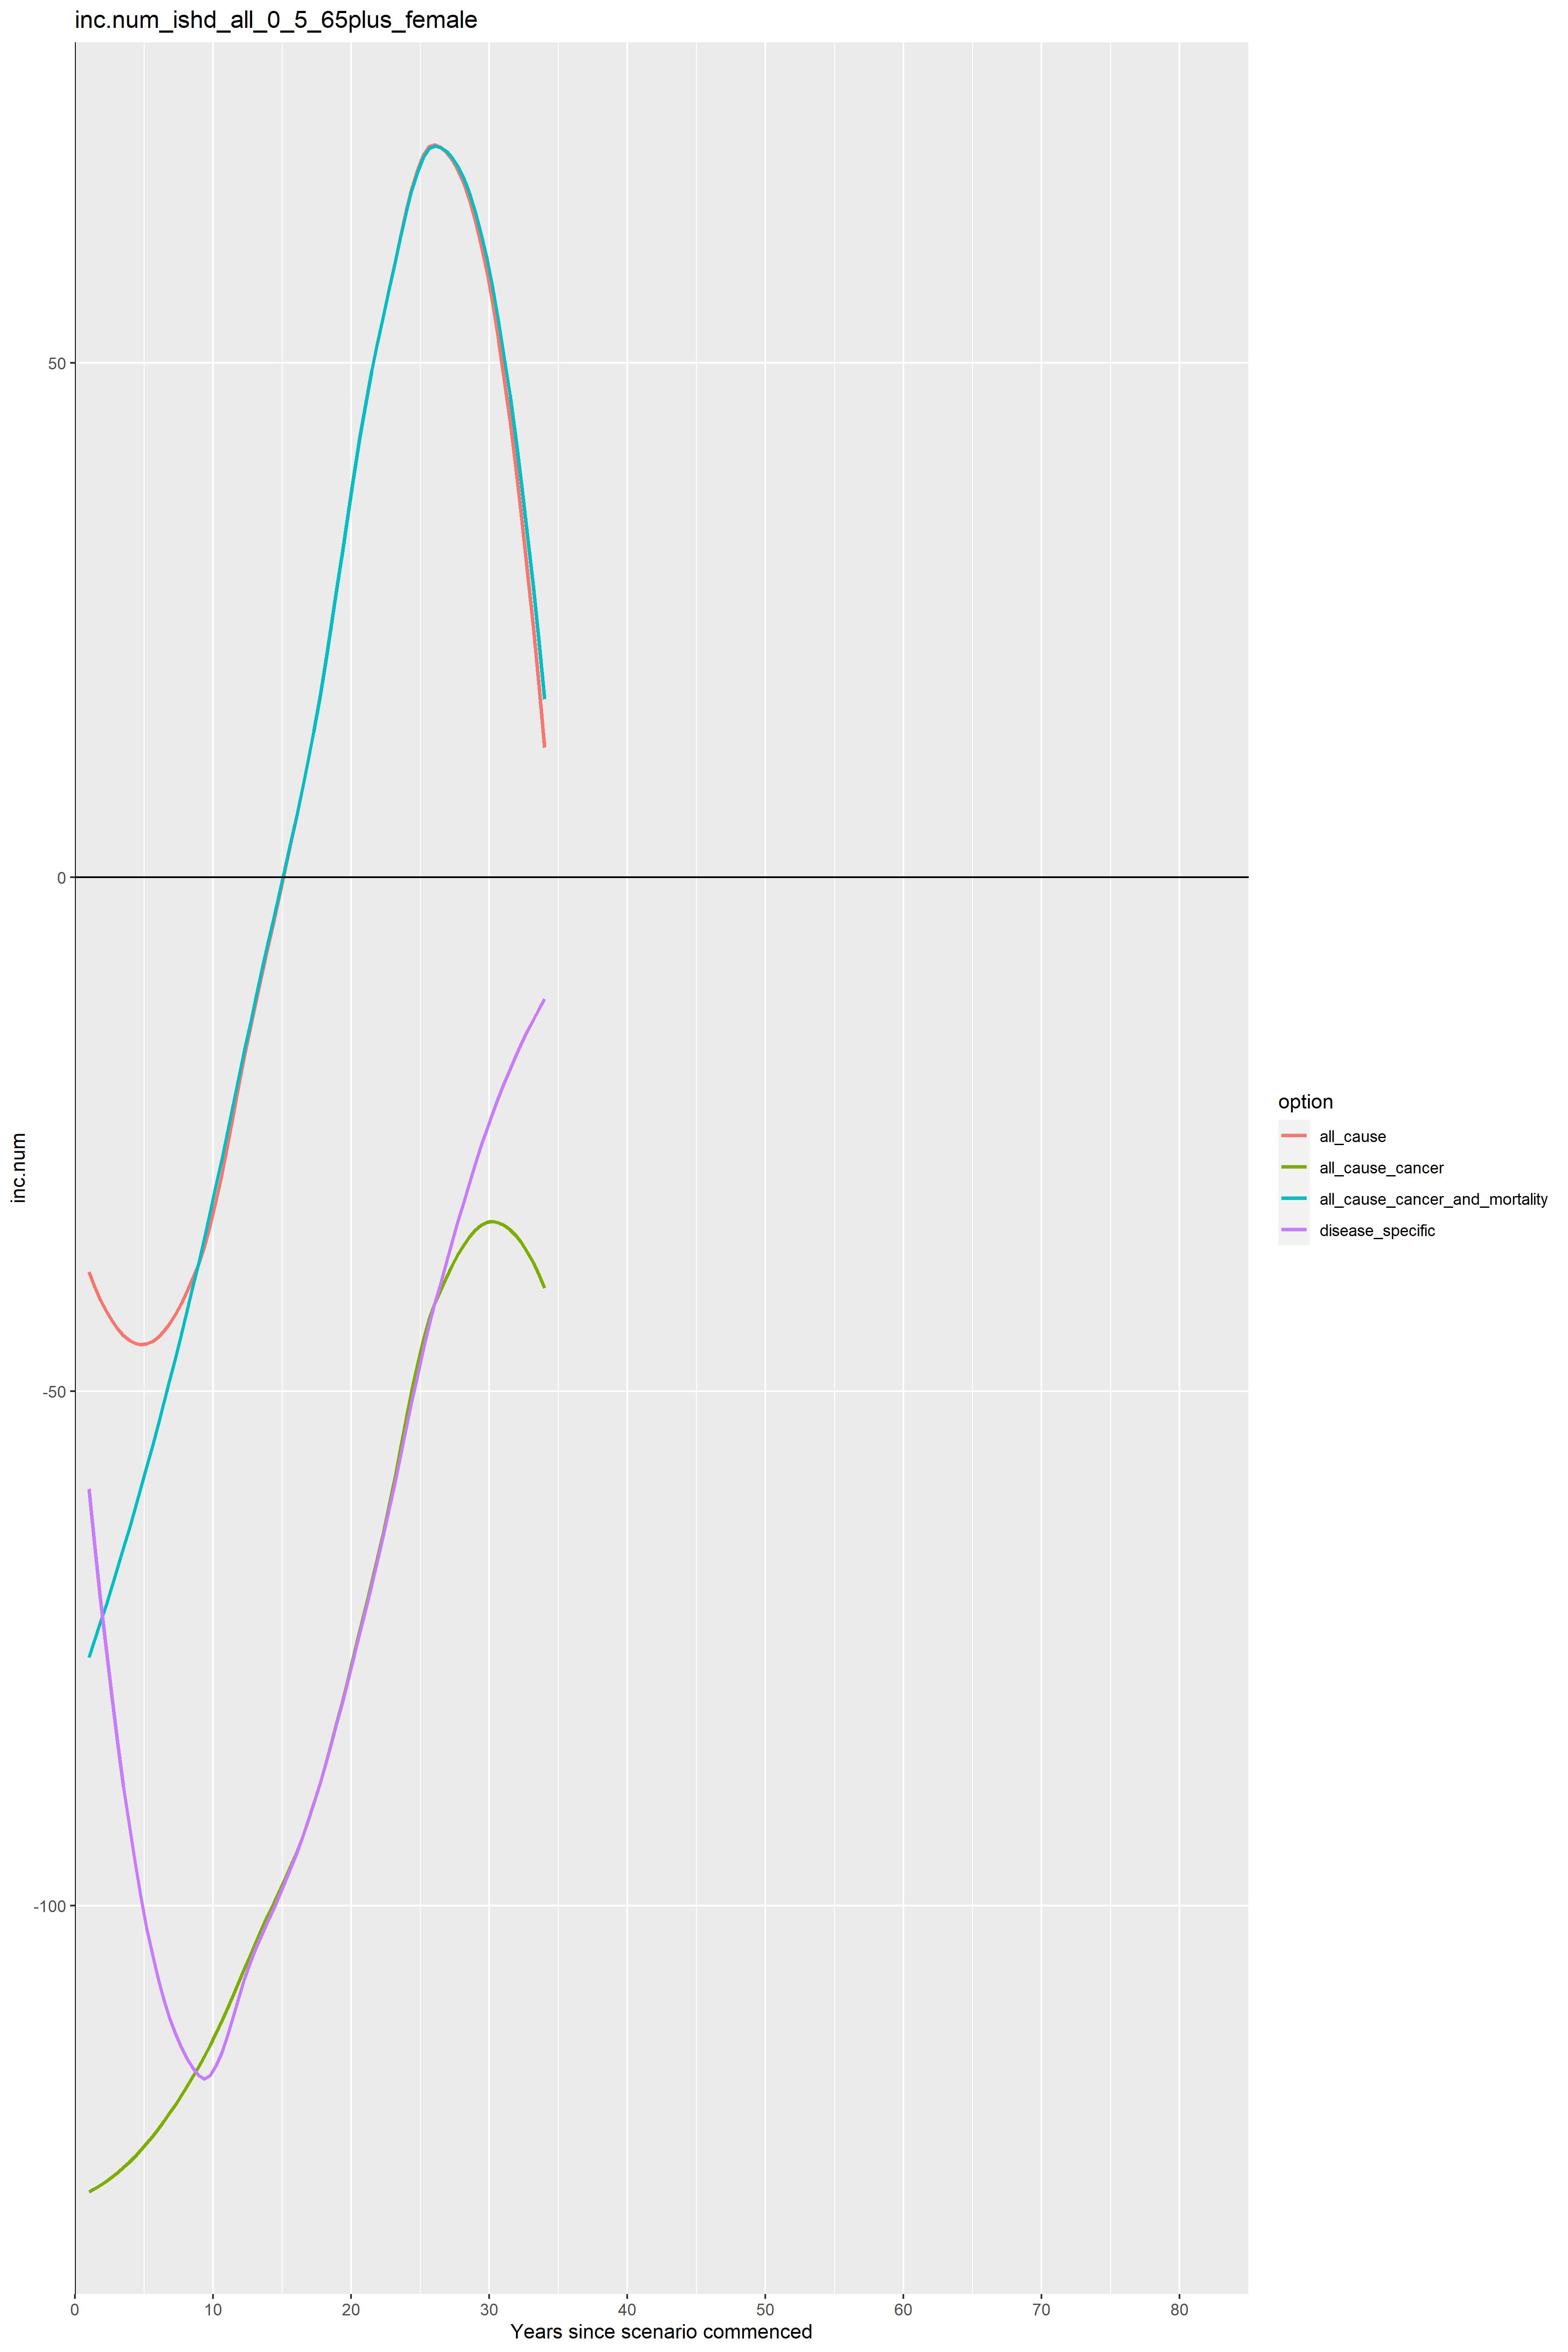 inc.num_ishd_all_0_5_65plus_female
inc.num
50
0
-50
-100
0 10 20 30 40 50 60 70 80
Years since scenario commenced
option
all_cause
all_cause_cancer
all_cause_cancer_and_mortality
disease_specific